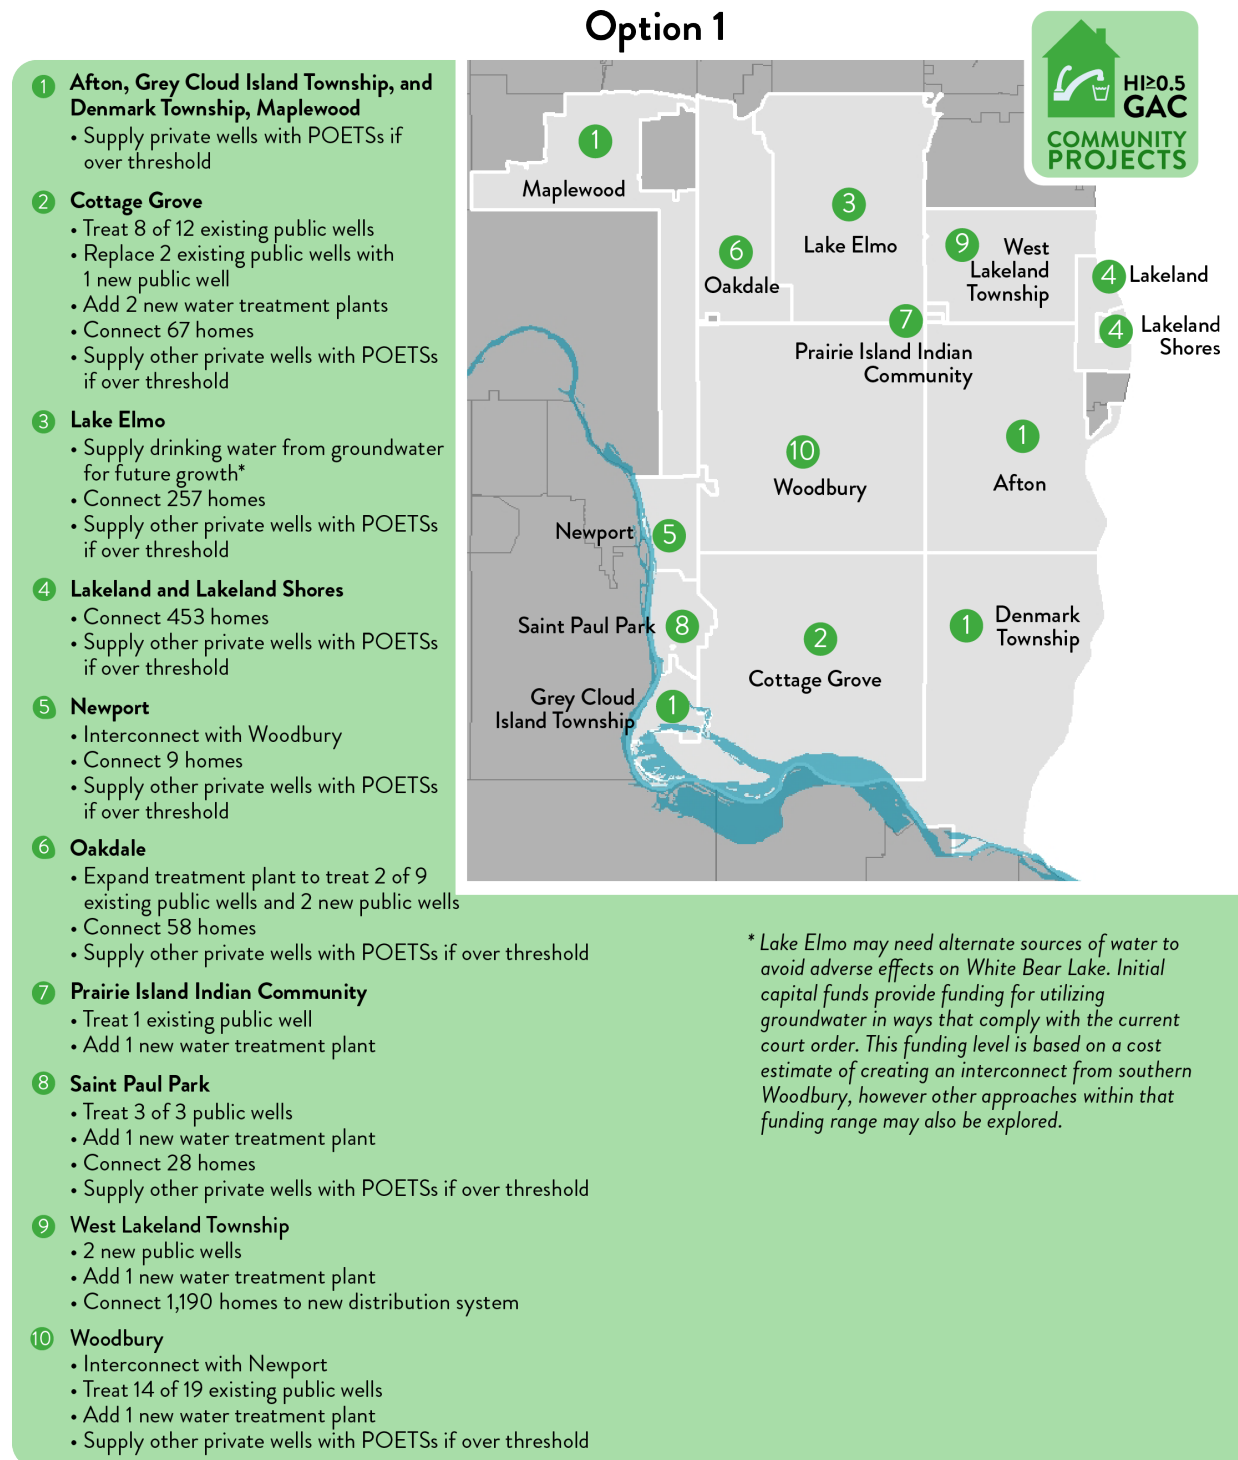 Option 1
HI≥0.5
GAC
COMMUNITY
PROJECTS
1 Afton, Grey Cloud Island Township, and
Denmark Township, Maplewood
• Supply private wells with POETSs if
over threshold
2 Cottage Grove
• Treat 8 of 12 existing public wells
• Replace 2 existing public wells with
1 new public well
• Add 2 new water treatment plants
• Connect 67 homes
• Supply other private wells with POETSs
if over threshold
3 Lake Elmo
• Supply drinking water from groundwater
for future growth*
• Connect 257 homes
• Supply other private wells with POETSs
if over threshold
4 Lakeland and Lakeland Shores
• Connect 453 homes
• Supply other private wells with POETSs
if over threshold
5 Newport
• Interconnect with Woodbury
• Connect 9 homes
• Supply other private wells with POETSs
if over threshold
6 Oakdale
• Expand treatment plant to treat 2 of 9
existing public wells and 2 new public wells
• Connect 58 homes
• Supply other private wells with POETSs if over threshold
7 Prairie Island Indian Community
• Treat 1 existing public well
• Add 1 new water treatment plant
8 Saint Paul Park
• Treat 3 of 3 public wells
• Add 1 new water treatment plant
• Connect 28 homes
• Supply other private wells with POETSs if over threshold
9 West Lakeland Township
• 2 new public wells
• Add 1 new water treatment plant
• Connect 1,190 homes to new distribution system
10 Woodbury
• Interconnect with Newport
• Treat 14 of 19 existing public wells
• Add 1 new water treatment plant
• Supply other private wells with POETSs if over threshold
1
Maplewood
3
Lake Elmo
6
Oakdale
9 West
Lakeland
Township
4 Lakeland
4 Lakeland
Shores
7
Prairie Island Indian
Community
10
Woodbury
1
Afton
Newport 5
Saint Paul Park 8
2
Cottage Grove
1 Denmark
Township
Grey Cloud
Island Township
1
* Lake Elmo may need alternate sources of water to
avoid adverse effects on White Bear Lake. Initial
capital funds provide funding for utilizing
groundwater in ways that comply with the current
court order. This funding level is based on a cost
estimate of creating an interconnect from southern
Woodbury, however other approaches within that
funding range may also be explored.